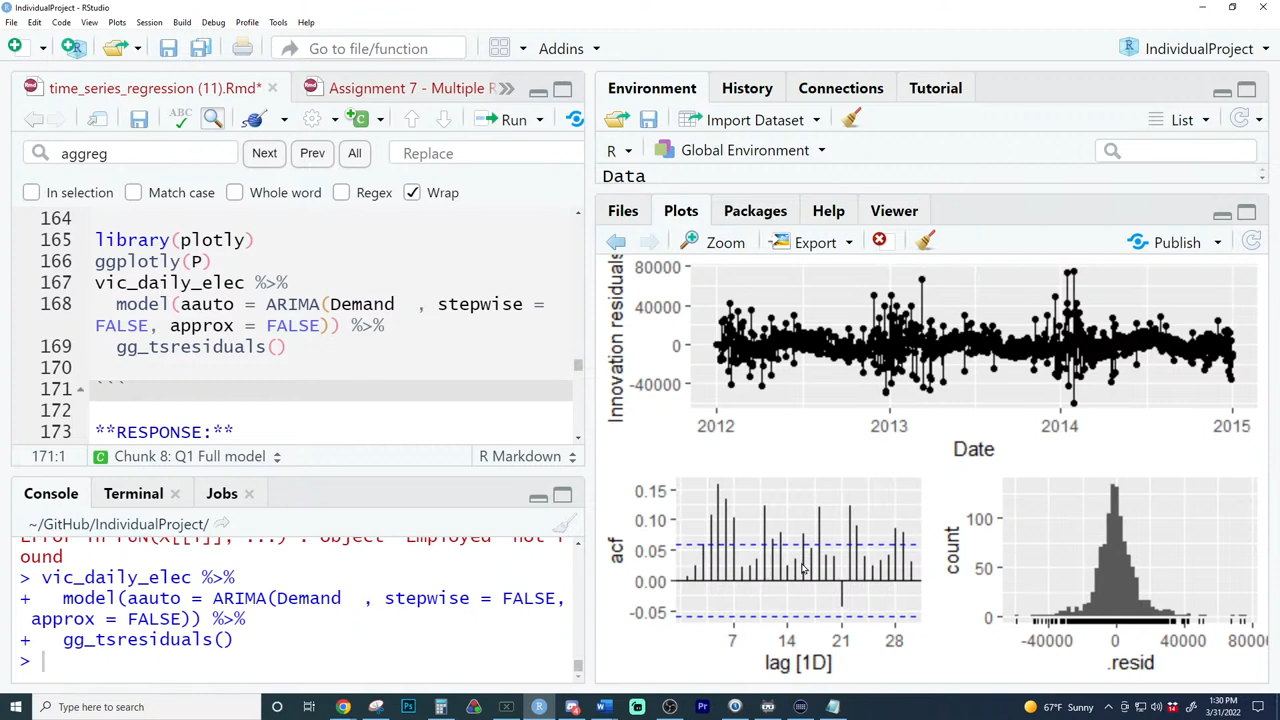 IndividualProject - RStudio
File Edit Code View Plots Session Build Debug Profile Tools Help
Go to file/function Addins IndividualProject
time_series_regression (11).Rmd* Assignment 7 - Multiple R
ABC Run
aggreg Next Prev All Replace
In selection Match case Whole word Regex Wrap
164
165 library(plotly)
166 ggplotly(P)
167 vic_daily_elec %>%
168 model(aauto = ARIMA(Demand , stepwise =
FALSE, approx = FALSE)) %>%
169 gg_tsresiduals()
170
171 ```
172
173 **RESPONSE:**
171:1 C Chunk 8: Q1 Full model R Markdown
Console Terminal Jobs
~/GitHub/IndividualProject/
ound
> vic_daily_elec %>%
+ model(aauto = ARIMA(Demand , stepwise = FALSE,
approx = FALSE)) %>%
+ gg_tsresiduals()
>
Environment History Connections Tutorial
Import Dataset List
R Global Environment
Data
Files Plots Packages Help Viewer
Zoom Export Publish
Innovation residuals
80000
40000
0
-40000
2012 2013 2014 2015
Date
acf
0.15
0.10
0.05
0.00
-0.05
7 14 21 28
lag [1D]
count
100
50
0
-40000 0 40000 80000
.resid
Type here to search
67°F Sunny
1:30 PM
3/31/2022